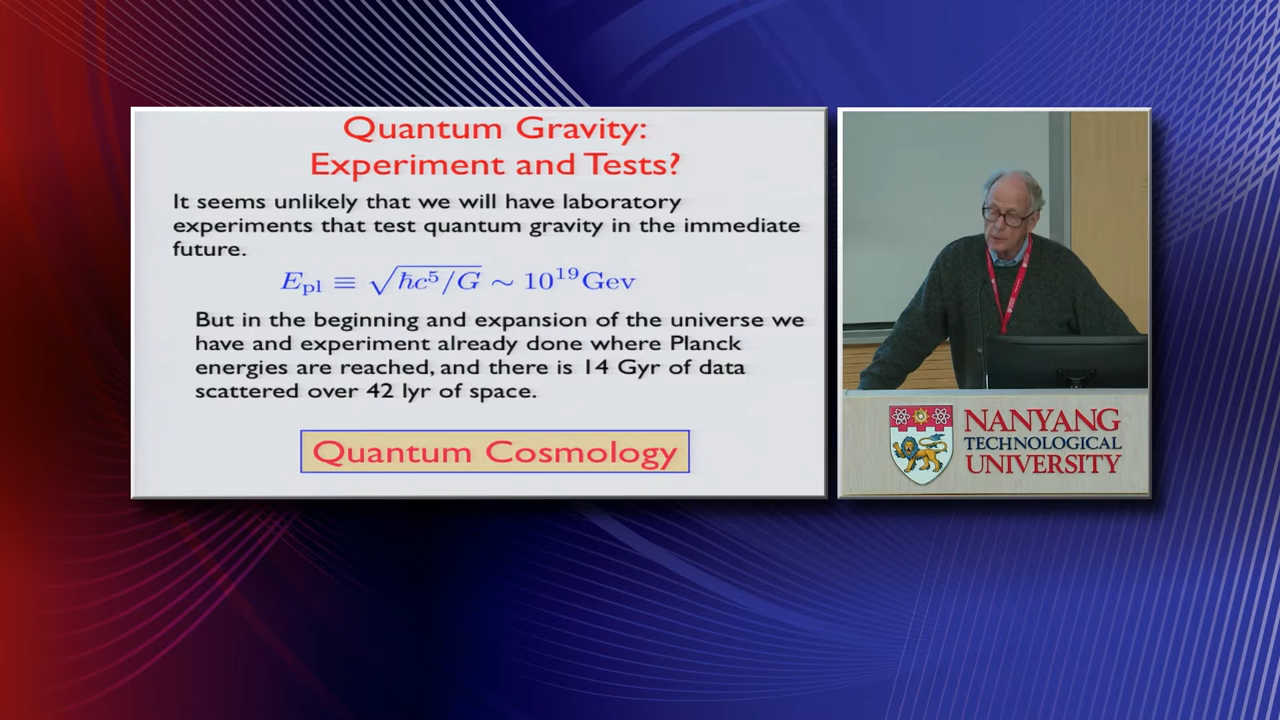 Quantum Gravity:
Experiment and Tests?
It seems unlikely that we will have laboratory
experiments that test quantum gravity in the immediate
future.
E_pl ≡ √(ħc⁵/G) ∼ 10¹⁹Gev
But in the beginning and expansion of the universe we
have and experiment already done where Planck
energies are reached, and there is 14 Gyr of data
scattered over 42 lyr of space.
Quantum Cosmology
NANYANG
TECHNOLOGICAL
UNIVERSITY